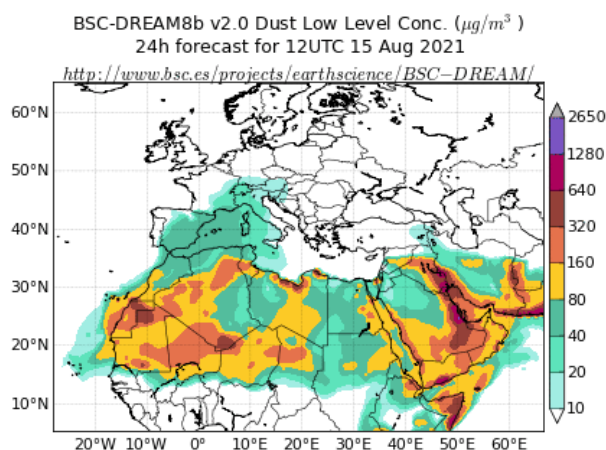 BSC-DREAM8b v2.0 Dust Low Level Conc. (μg/m³ )
24h forecast for 12UTC 15 Aug 2021
http://www.bsc.es/projects/earthscience/BSC−DREAM/
60°N
50°N
40°N
30°N
20°N
10°N
20°W 10°W 0° 10°E 20°E 30°E 40°E 50°E 60°E
2650
1280
640
320
160
80
40
20
10